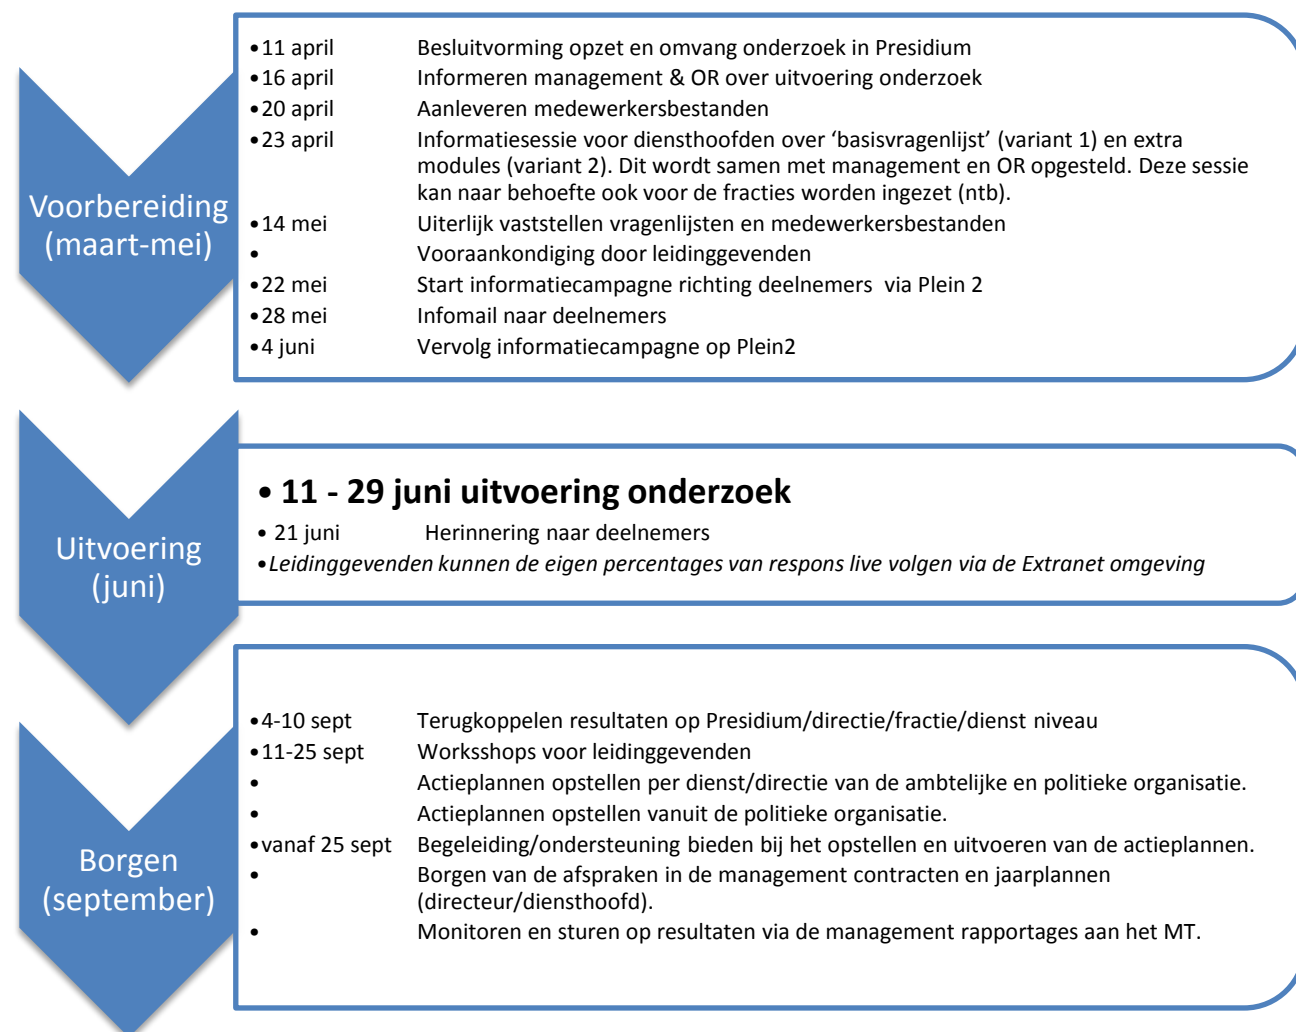 Voorbereiding
(maart-mei)
•11 april Besluitvorming opzet en omvang onderzoek in Presidium
•16 april Informeren management & OR over uitvoering onderzoek
•20 april Aanleveren medewerkersbestanden
•23 april Informatiesessie voor diensthoofden over ‘basisvragenlijst’ (variant 1) en extra
modules (variant 2). Dit wordt samen met management en OR opgesteld. Deze sessie
kan naar behoefte ook voor de fracties worden ingezet (ntb).
•14 mei Uiterlijk vaststellen vragenlijsten en medewerkersbestanden
• Vooraankondiging door leidinggevenden
•22 mei Start informatiecampagne richting deelnemers via Plein 2
•28 mei Infomail naar deelnemers
•4 juni Vervolg informatiecampagne op Plein2
Uitvoering
(juni)
• 11 - 29 juni uitvoering onderzoek
• 21 juni Herinnering naar deelnemers
•Leidinggevenden kunnen de eigen percentages van respons live volgen via de Extranet omgeving
Borgen
(september)
•4-10 sept Terugkoppelen resultaten op Presidium/directie/fractie/dienst niveau
•11-25 sept Worksshops voor leidinggevenden
• Actieplannen opstellen per dienst/directie van de ambtelijke en politieke organisatie.
• Actieplannen opstellen vanuit de politieke organisatie.
•vanaf 25 sept Begeleiding/ondersteuning bieden bij het opstellen en uitvoeren van de actieplannen.
• Borgen van de afspraken in de management contracten en jaarplannen
(directeur/diensthoofd).
• Monitoren en sturen op resultaten via de management rapportages aan het MT.